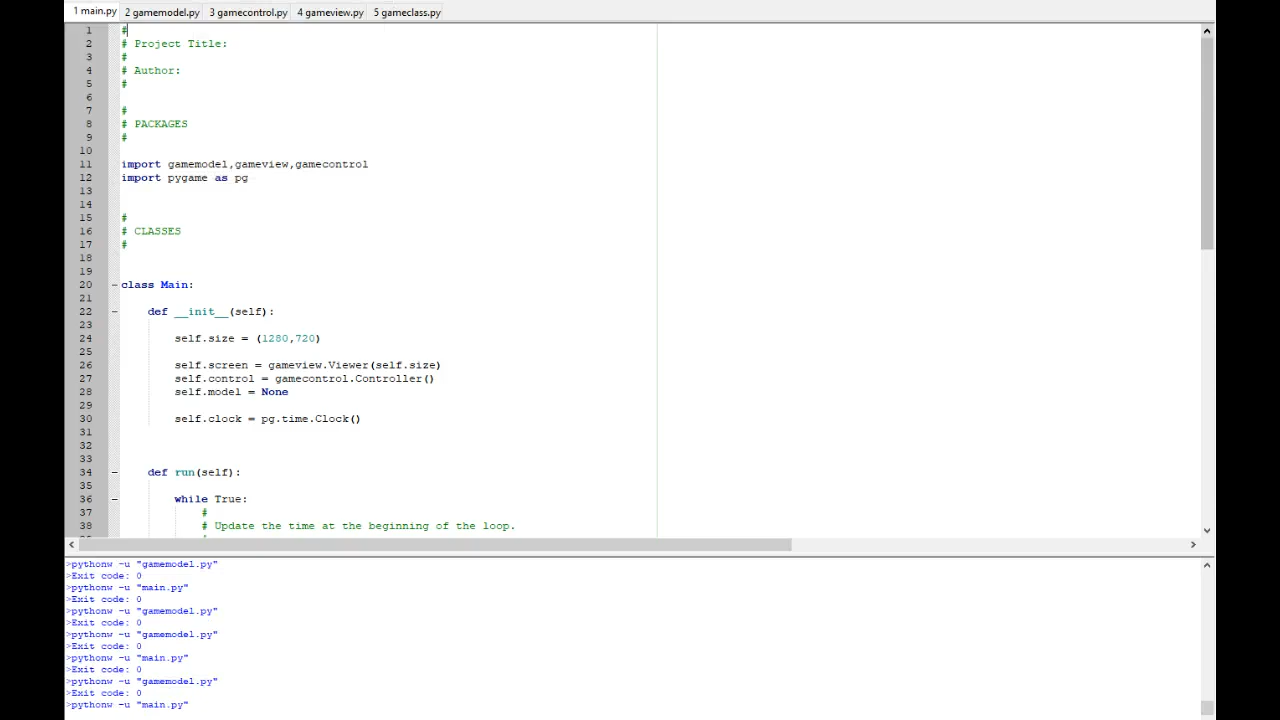 1 main.py 2 gamemodel.py 3 gamecontrol.py 4 gameview.py 5 gameclass.py
1 #
2 # Project Title:
3 #
4 # Author:
5 #
6
7 #
8 # PACKAGES
9 #
10
11 import gamemodel,gameview,gamecontrol
12 import pygame as pg
13
14
15 #
16 # CLASSES
17 #
18
19
20 class Main:
21
22 def __init__(self):
23
24 self.size = (1280,720)
25
26 self.screen = gameview.Viewer(self.size)
27 self.control = gamecontrol.Controller()
28 self.model = None
29
30 self.clock = pg.time.Clock()
31
32
33
34 def run(self):
35
36 while True:
37 #
38 # Update the time at the beginning of the loop.
>pythonw -u "gamemodel.py"
>Exit code: 0
>pythonw -u "main.py"
>Exit code: 0
>pythonw -u "gamemodel.py"
>Exit code: 0
>pythonw -u "gamemodel.py"
>Exit code: 0
>pythonw -u "main.py"
>Exit code: 0
>pythonw -u "gamemodel.py"
>Exit code: 0
>pythonw -u "main.py"